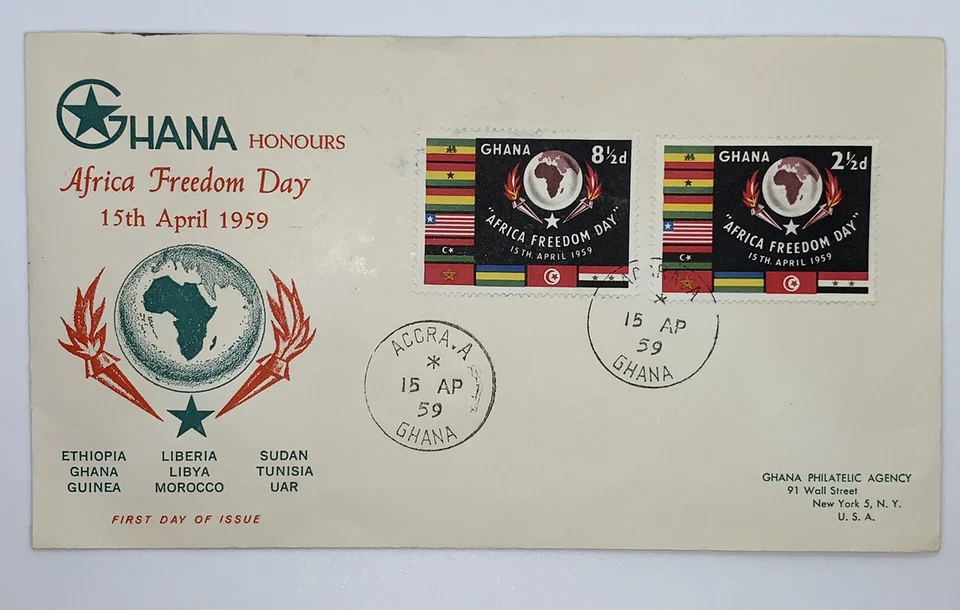 GHANA HONOURS
Africa Freedom Day
15th April 1959
ETHIOPIA LIBERIA SUDAN
GHANA LIBYA TUNISIA
GUINEA MOROCCO UAR
FIRST DAY OF ISSUE
GHANA 8½d
"AFRICA FREEDOM DAY"
15TH. APRIL 1959
GHANA 2½d
"AFRICA FREEDOM DAY"
15TH. APRIL 1959
ACCRA.A
15 AP
59
GHANA
15 AP
59
GHANA
GHANA PHILATELIC AGENCY
91 Wall Street
New York 5, N. Y.
U. S. A.